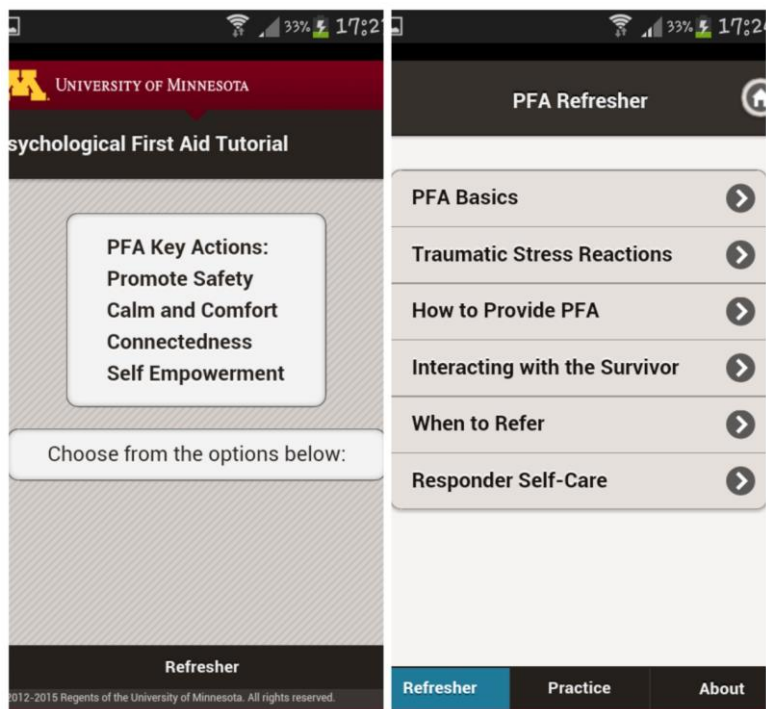 33% 17:2
UNIVERSITY OF MINNESOTA
sychological First Aid Tutorial
PFA Key Actions:
Promote Safety
Calm and Comfort
Connectedness
Self Empowerment
Choose from the options below:
Refresher
2012-2015 Regents of the University of Minnesota. All rights reserved.
33% 17:24
PFA Refresher
PFA Basics
Traumatic Stress Reactions
How to Provide PFA
Interacting with the Survivor
When to Refer
Responder Self-Care
Refresher Practice About